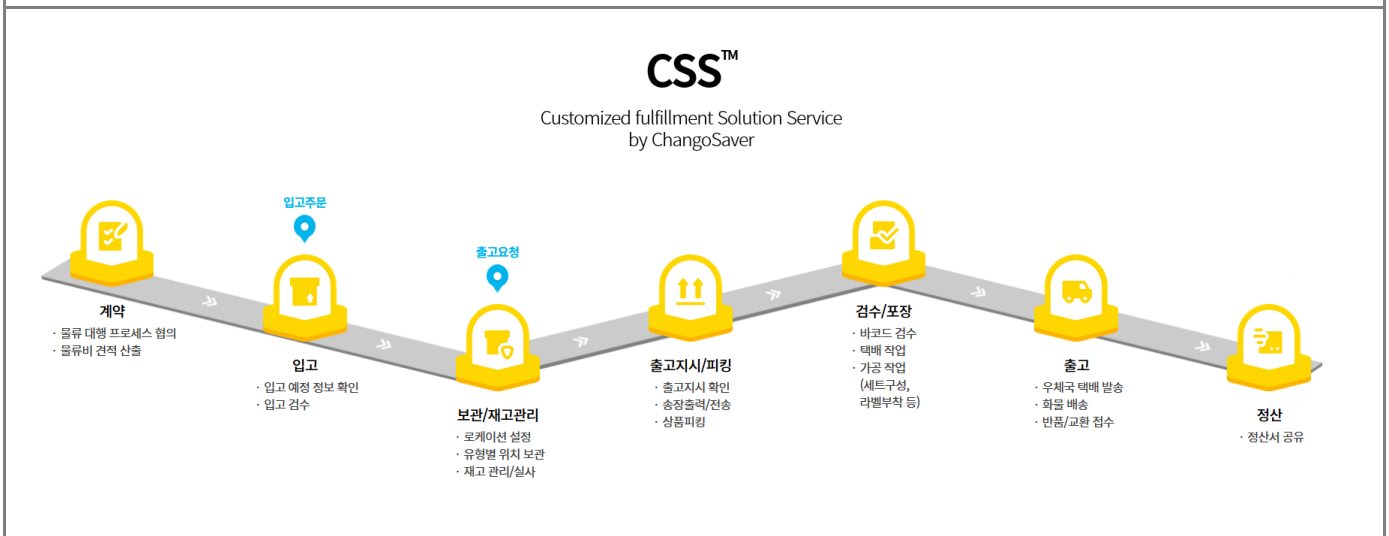 CSS™
Customized fulfillment Solution Service
by ChangoSaver
계약
· 물류 대행 프로세스 협의
· 물류비 견적 산출
입고주문
입고
· 입고 예정 정보 확인
· 입고 검수
출고요청
보관/재고관리
· 로케이션 설정
· 유형별 위치 보관
· 재고 관리/실사
출고지시/피킹
· 출고지시 확인
· 송장출력/전송
· 상품피킹
검수/포장
· 바코드 검수
· 택배 작업
· 가공 작업
(세트구성,
라벨부착 등)
출고
· 우체국 택배 발송
· 화물 배송
· 반품/교환 접수
정산
· 정산서 공유